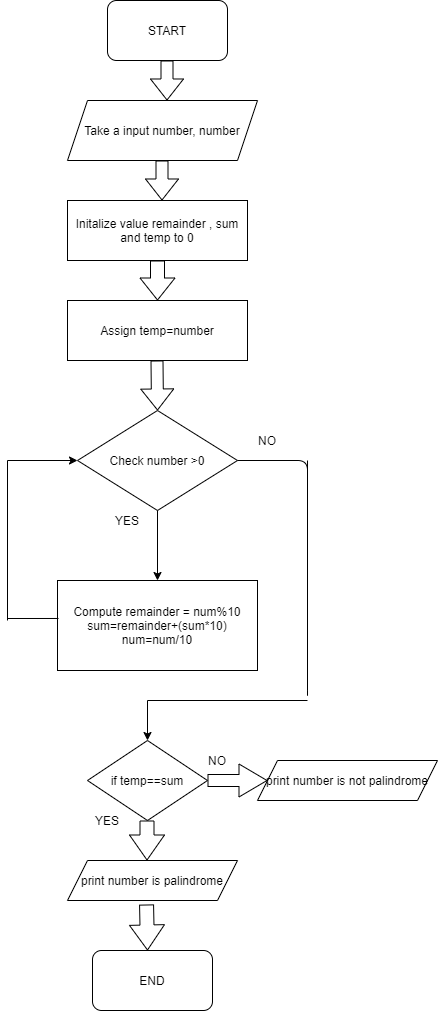 START
Take a input number, number
Initalize value remainder , sum
and temp to 0
Assign temp=number
Check number >0
NO
YES
Compute remainder = num%10
sum=remainder+(sum*10)
num=num/10
if temp==sum
NO
print number is not palindrome
YES
print number is palindrome
END